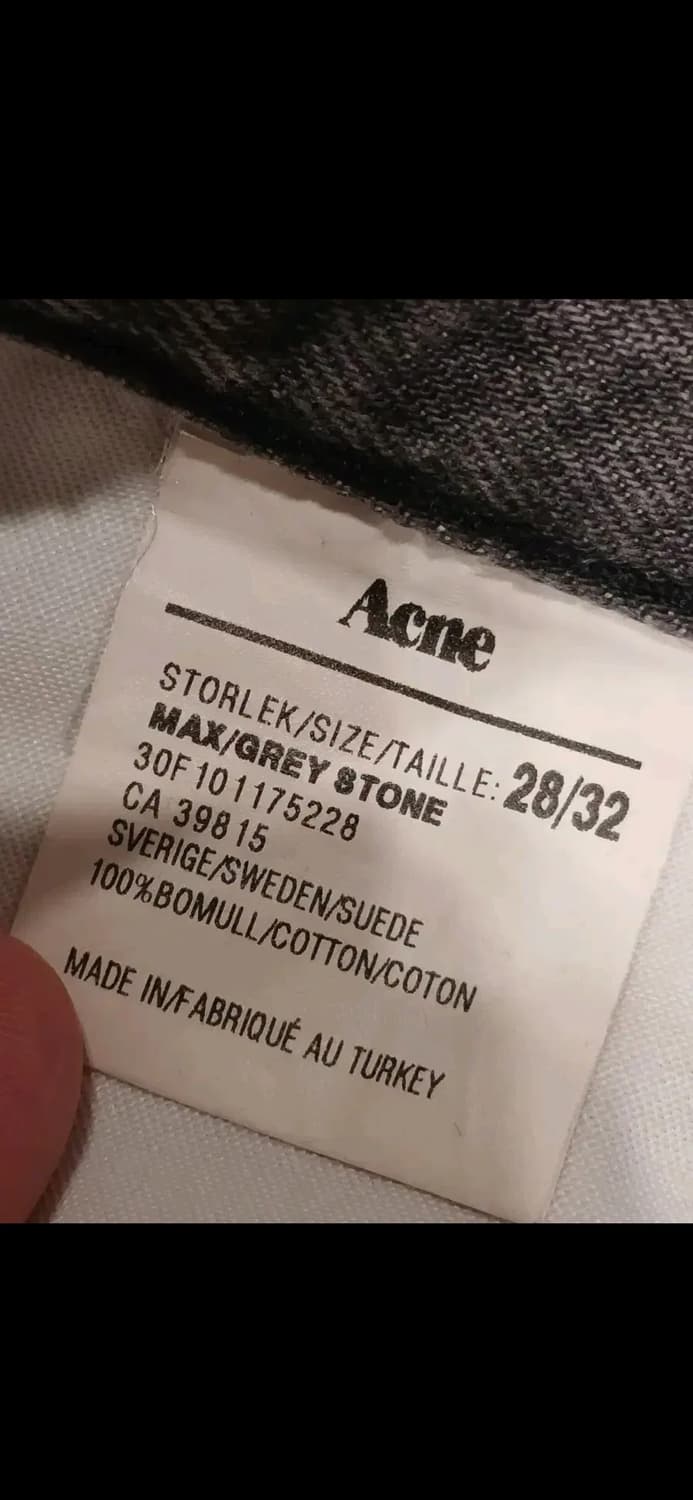 Acne
STORLEK/SIZE/TAILLE: 28/32
MAX/GREY STONE
30F101175228
CA 39815
SVERIGE/SWEDEN/SUEDE
100%BOMULL/COTTON/COTON
MADE IN/FABRIQUÉ AU TURKEY